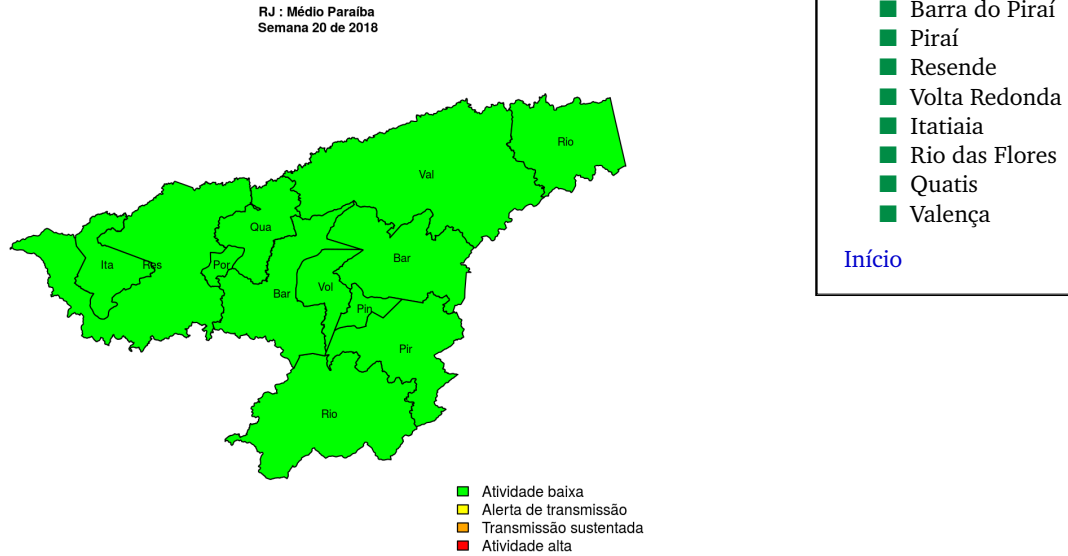 RJ : Médio Paraíba
Semana 20 de 2018
Rio
Val
Qua
Ita
Res
Por
Bar
Bar
Vol
Pin
Pir
Rio
Atividade baixa
Alerta de transmissão
Transmissão sustentada
Atividade alta
Barra do Piraí
Piraí
Resende
Volta Redonda
Itatiaia
Rio das Flores
Quatis
Valença
Início